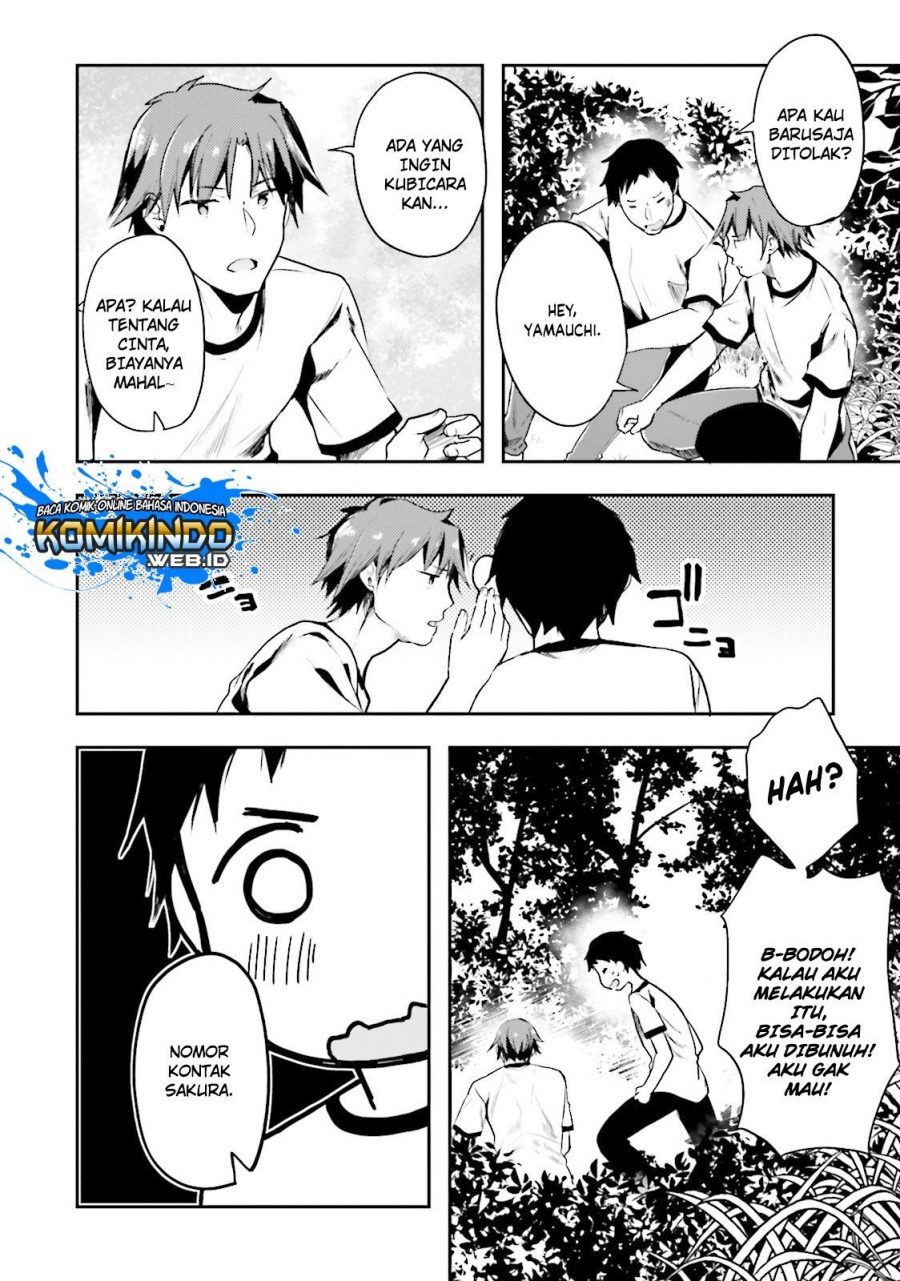 APA KAU
BARUSAJA
DITOLAK?
HEY,
YAMAUCHI.
ADA YANG
INGIN
KUBICARA
KAN...
APA? KALAU
TENTANG
CINTA,
BIAYANYA
MAHAL~
BACA KOMIK ONLINE BAHASA INDONESIA
KOMIKINDO
.WEB.ID
ゴ
ニョ
ゴ
ニョ
HAH?
B-BODOH!
KALAU AKU
MELAKUKAN
ITU,
BISA-BISA
AKU DIBUNUH!
AKU GAK
MAU!
NOMOR
KONTAK
SAKURA.